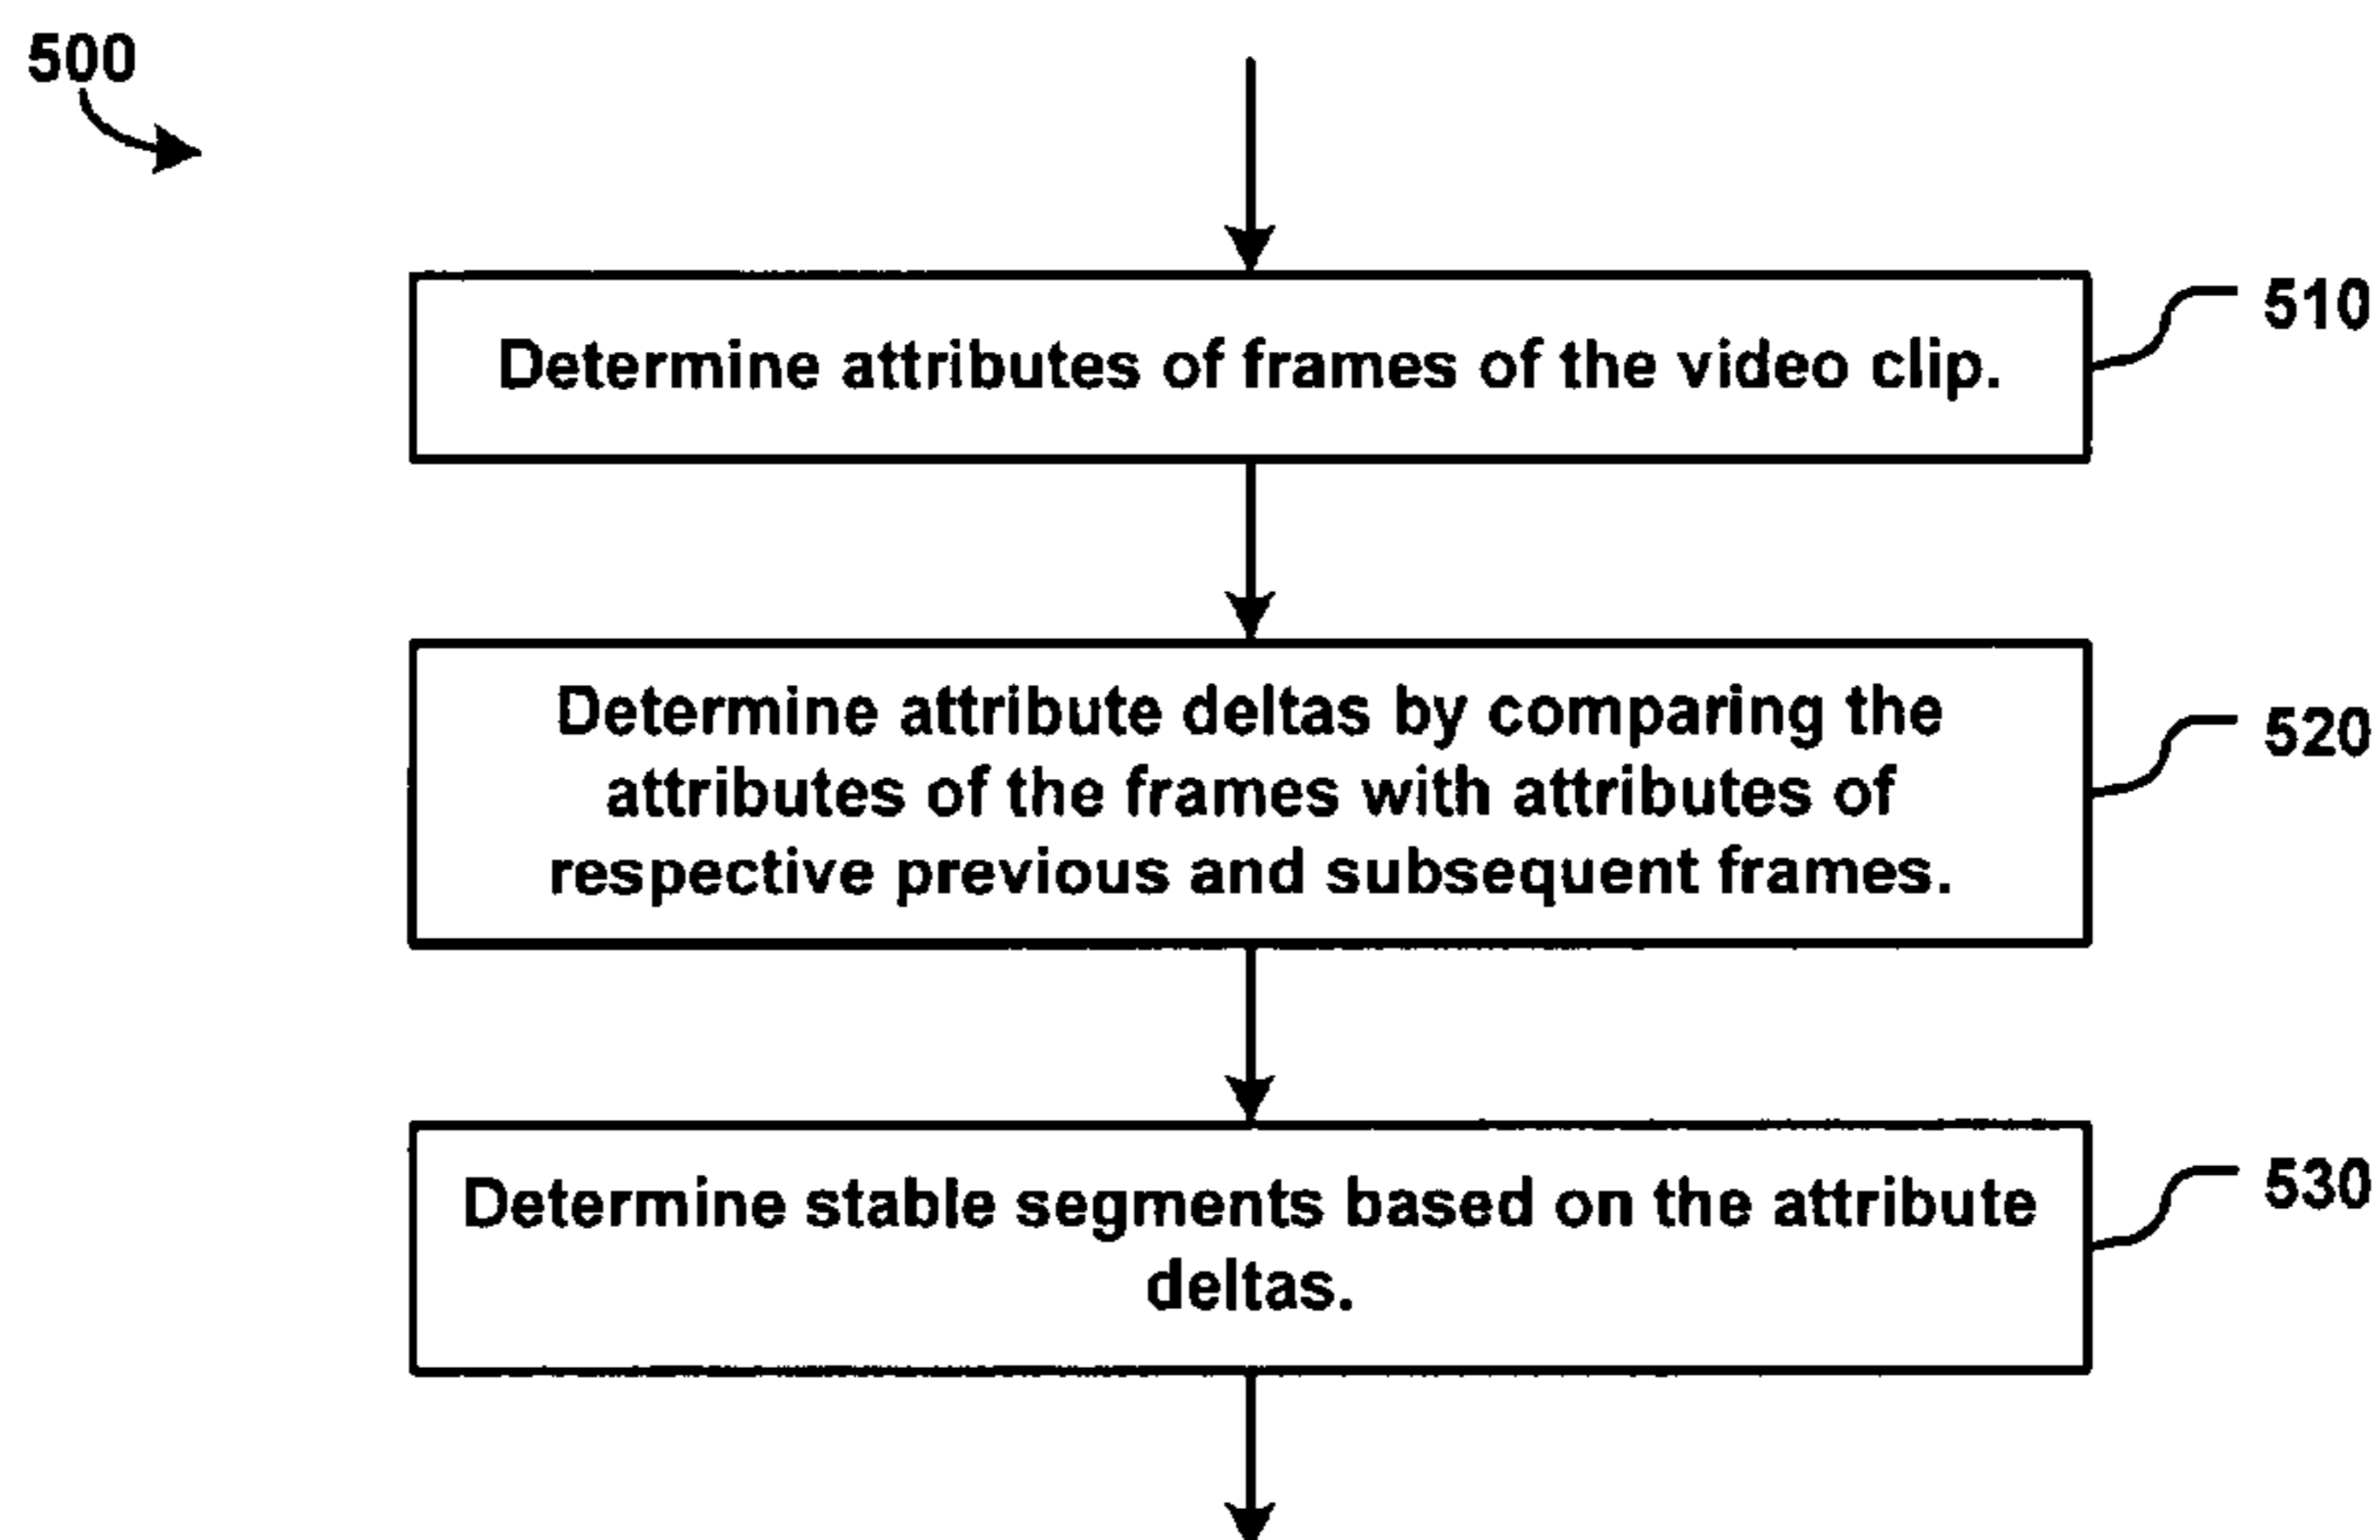 500
Determine attributes of frames of the video clip.
510
Determine attribute deltas by comparing the
attributes of the frames with attributes of
respective previous and subsequent frames.
520
Determine stable segments based on the attribute
deltas.
530